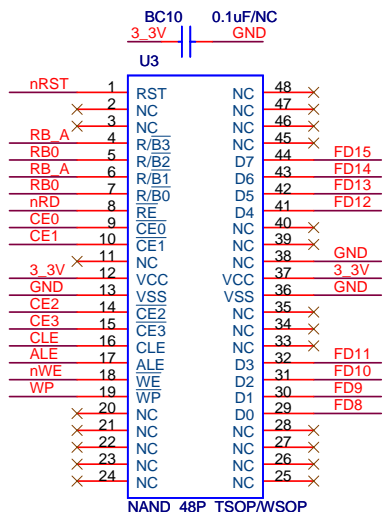 BC10 0.1uF/NC
3_3V GND
U3
nRST 1 RST NC 48
2 NC NC 47
3 NC NC 46
RB_A 4 R/B3 NC 45
RB0 5 R/B2 D7 44 FD15
RB_A 6 R/B1 D6 43 FD14
RB0 7 R/B0 D5 42 FD13
nRD 8 RE D4 41 FD12
CE0 9 CE0 NC 40
CE1 10 CE1 NC 39
11 NC NC 38 GND
3_3V 12 VCC VCC 37 3_3V
GND 13 VSS VSS 36 GND
CE2 14 CE2 NC 35
CE3 15 CE3 NC 34
CLE 16 CLE NC 33
ALE 17 ALE D3 32 FD11
nWE 18 WE D2 31 FD10
WP 19 WP D1 30 FD9
20 NC D0 29 FD8
21 NC NC 28
22 NC NC 27
23 NC NC 26
24 NC NC 25
NAND_48P_TSOP/WSOP